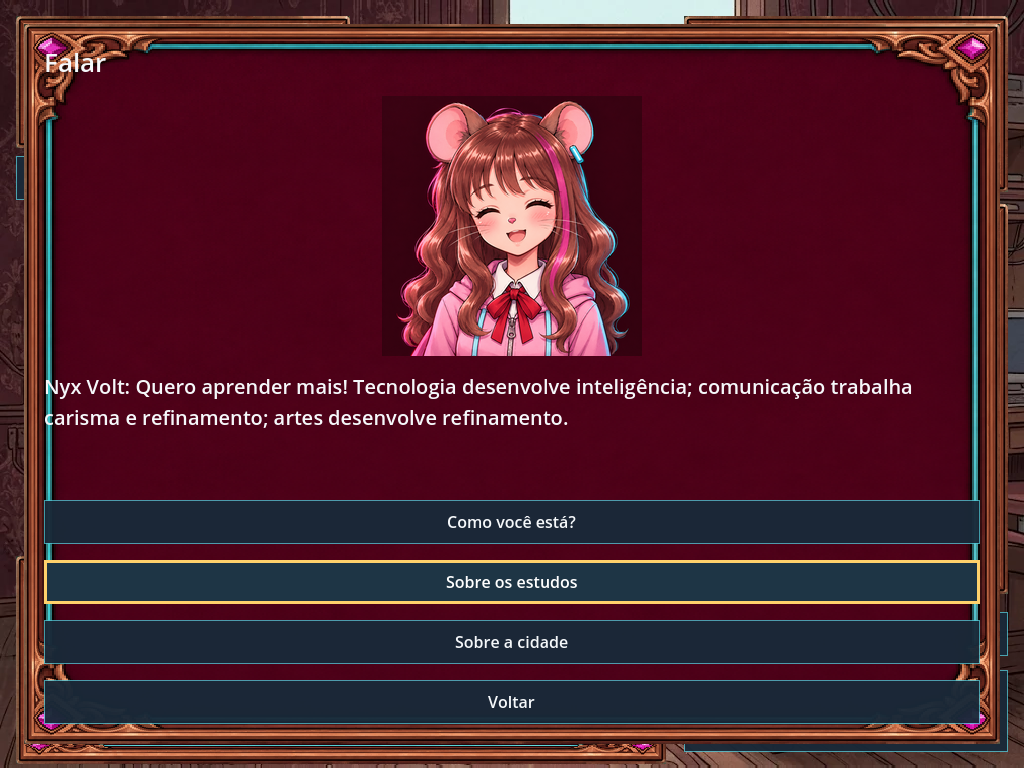 Falar
Nyx Volt: Quero aprender mais! Tecnologia desenvolve inteligência; comunicação trabalha
carisma e refinamento; artes desenvolve refinamento.
Como você está?
Sobre os estudos
Sobre a cidade
Voltar